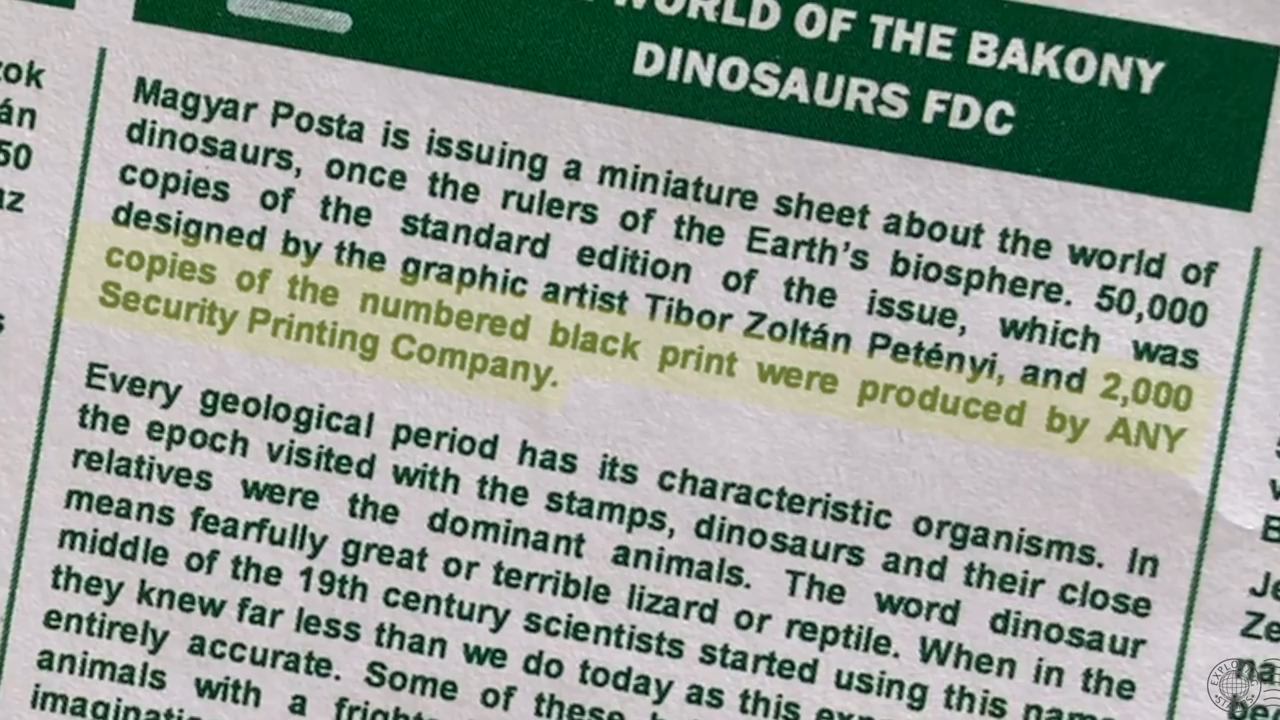 WORLD OF THE BAKONY
DINOSAURS FDC
Magyar Posta is issuing a miniature sheet about the world of
dinosaurs, once the rulers of the Earth's biosphere. 50,000
copies of the standard edition of the issue, which was
designed by the graphic artist Tibor Zoltán Petényi, and 2,000
copies of the numbered black print were produced by ANY
Security Printing Company.
Every geological period has its characteristic organisms. In
the epoch visited with the stamps, dinosaurs and their close
relatives were the dominant animals. The word dinosaur
means fearfully great or terrible lizard or reptile. When in the
middle of the 19th century scientists started using this name
they knew far less than we do today as this
entirely accurate. Some of these
animals with a